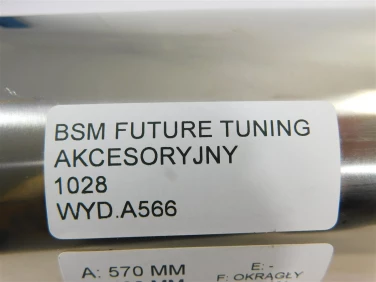 BSM FUTURE TUNING
AKCESORYJNY
1028
WYD.A566
A: 570 MM
E: -
F: OKRĄGŁY